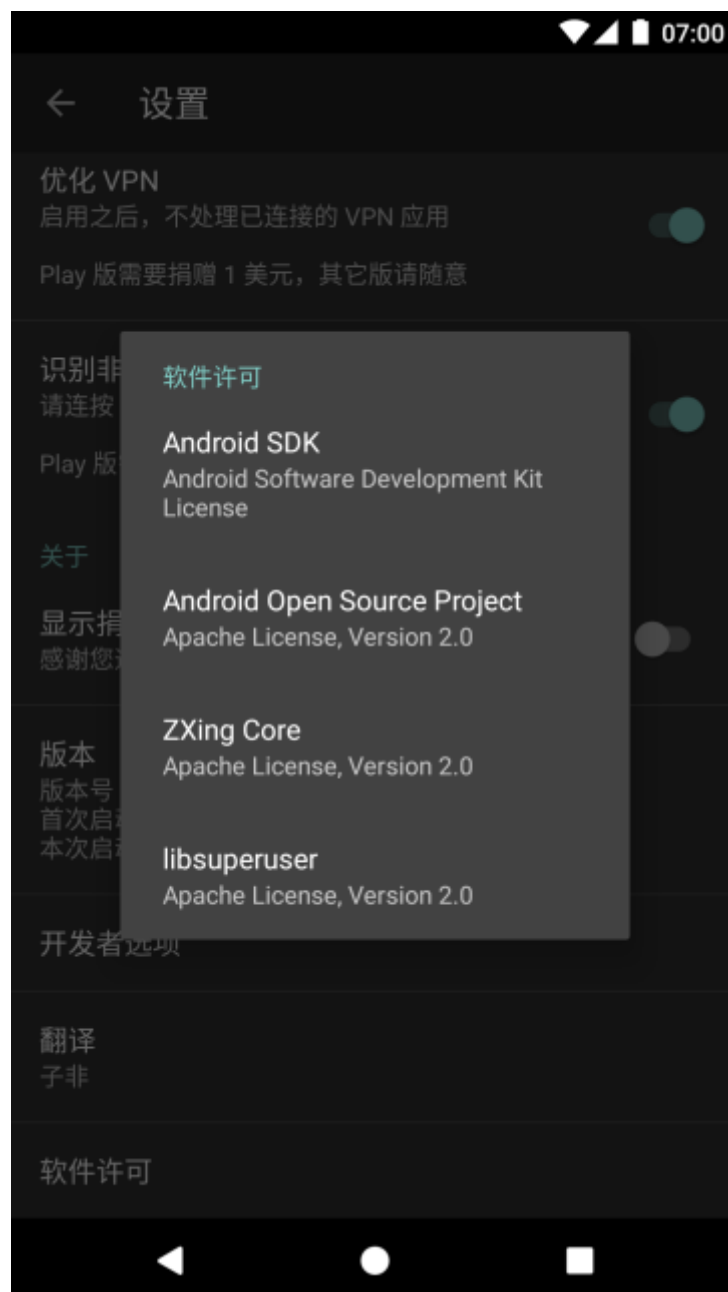 07:00
设置
优化 VPN
启用之后，不处理已连接的 VPN 应用
Play 版需要捐赠 1 美元，其它版请随意
识别非
请连按
Play 版
关于
显示捐
感谢您
版本
版本号
首次启
本次启
软件许可
Android SDK
Android Software Development Kit
License
Android Open Source Project
Apache License, Version 2.0
ZXing Core
Apache License, Version 2.0
libsuperuser
Apache License, Version 2.0
开发者选项
翻译
子非
软件许可